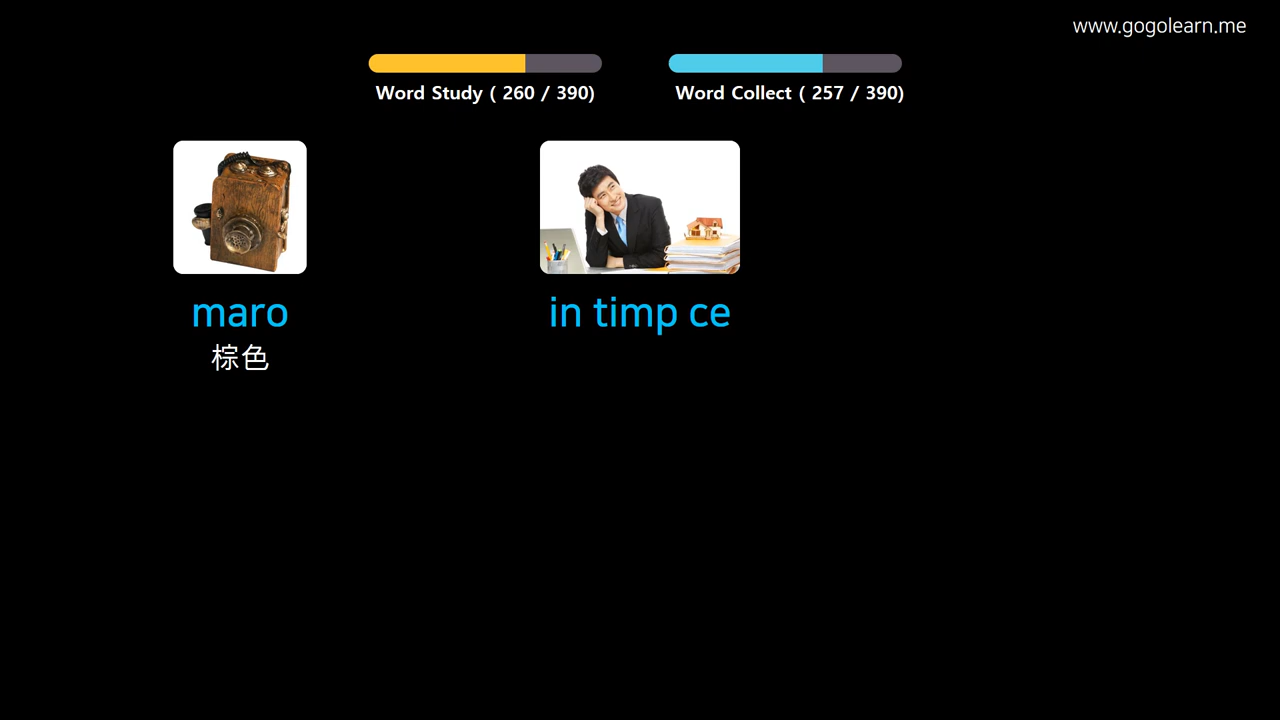 www.gogolearn.me
Word Study ( 260 / 390)
Word Collect ( 257 / 390)
maro
棕色
in timp ce